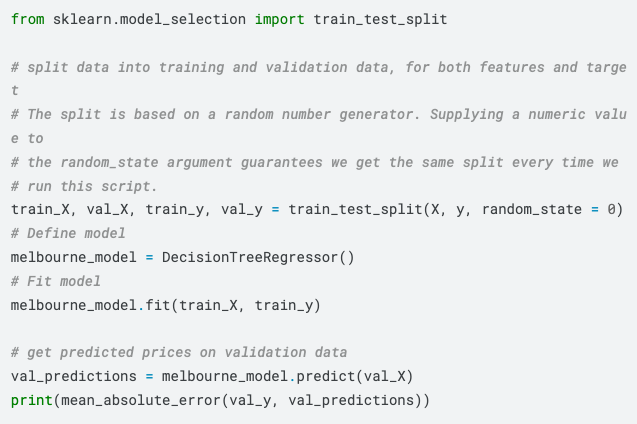 from sklearn.model_selection import train_test_split
# split data into training and validation data, for both features and targe
t
# The split is based on a random number generator. Supplying a numeric valu
e to
# the random_state argument guarantees we get the same split every time we
# run this script.
train_X, val_X, train_y, val_y = train_test_split(X, y, random_state = 0)
# Define model
melbourne_model = DecisionTreeRegressor()
# Fit model
melbourne_model.fit(train_X, train_y)
# get predicted prices on validation data
val_predictions = melbourne_model.predict(val_X)
print(mean_absolute_error(val_y, val_predictions))